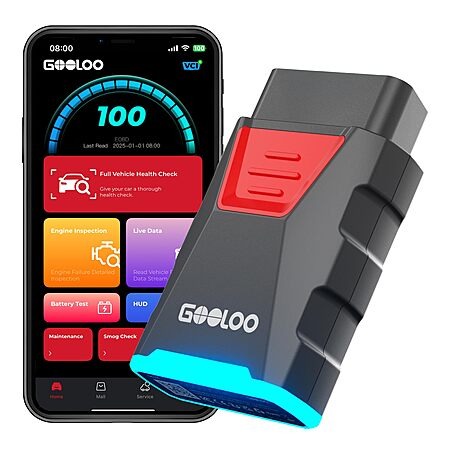 08:00
100
GOOLOO
VCI
100
FORD
Last Read 2025-01-01 08:00
Full Vehicle Health Check
Give your car a thorough
health check.
Engine Inspection
Live Data
Engine Failure Detailed
Inspection
Read Vehicle
Data Stream
Battery Test
HUD
Maintenance
Smog Check
Home
Mall
Service
GOOLOO